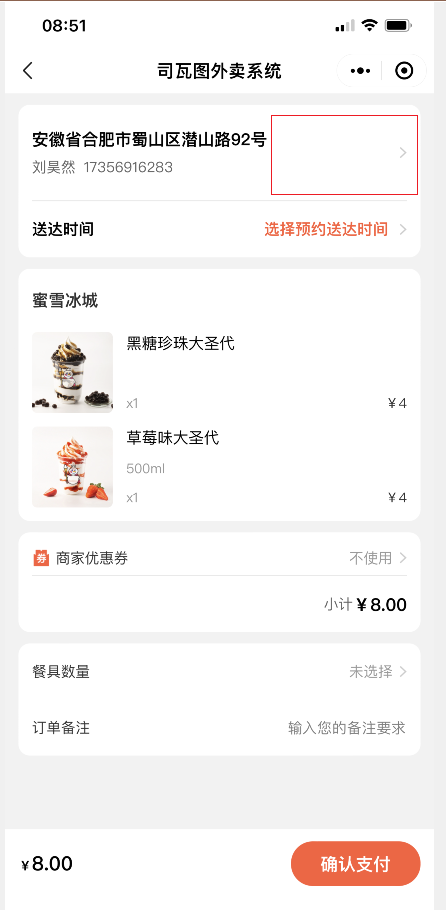 08:51
司瓦图外卖系统
安徽省合肥市蜀山区潜山路92号
刘昊然 17356916283
送达时间 选择预约送达时间
蜜雪冰城
黑糖珍珠大圣代
x1 ¥4
草莓味大圣代
500ml
x1 ¥4
券 商家优惠券 不使用
小计 ¥8.00
餐具数量 未选择
订单备注 输入您的备注要求
¥8.00 确认支付